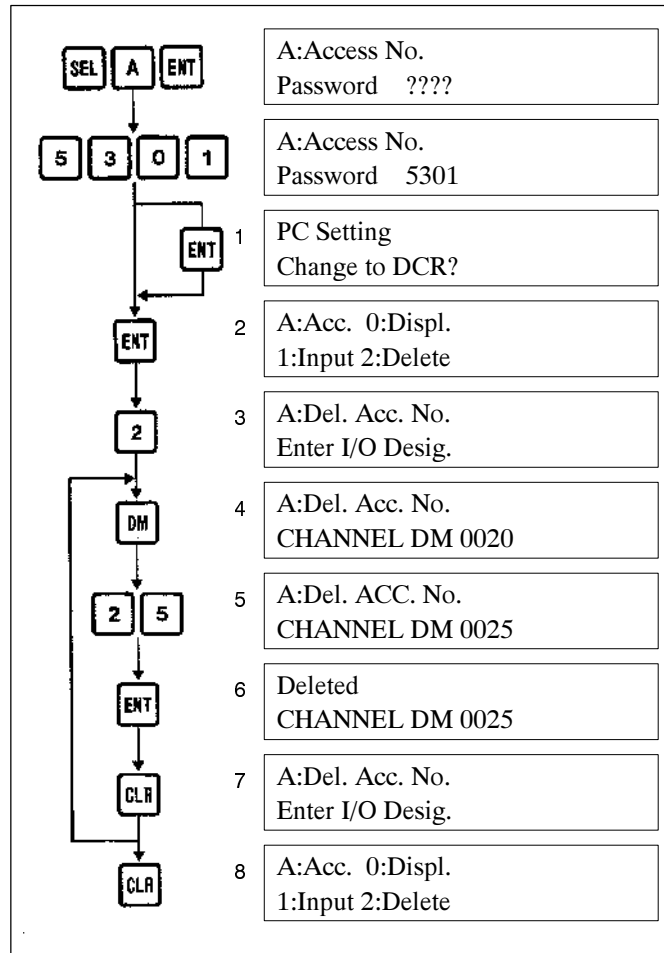 SEL A ENT
A:Access No.
Password ????
5 3 0 1
A:Access No.
Password 5301
ENT
1
PC Setting
Change to DCR?
ENT
2
A:Acc. 0:Displ.
1:Input 2:Delete
2
3
A:Del. Acc. No.
Enter I/O Desig.
DM
4
A:Del. Acc. No.
CHANNEL DM 0020
2 5
5
A:Del. ACC. No.
CHANNEL DM 0025
ENT
6
Deleted
CHANNEL DM 0025
CLR
7
A:Del. Acc. No.
Enter I/O Desig.
CLR
8
A:Acc. 0:Displ.
1:Input 2:Delete